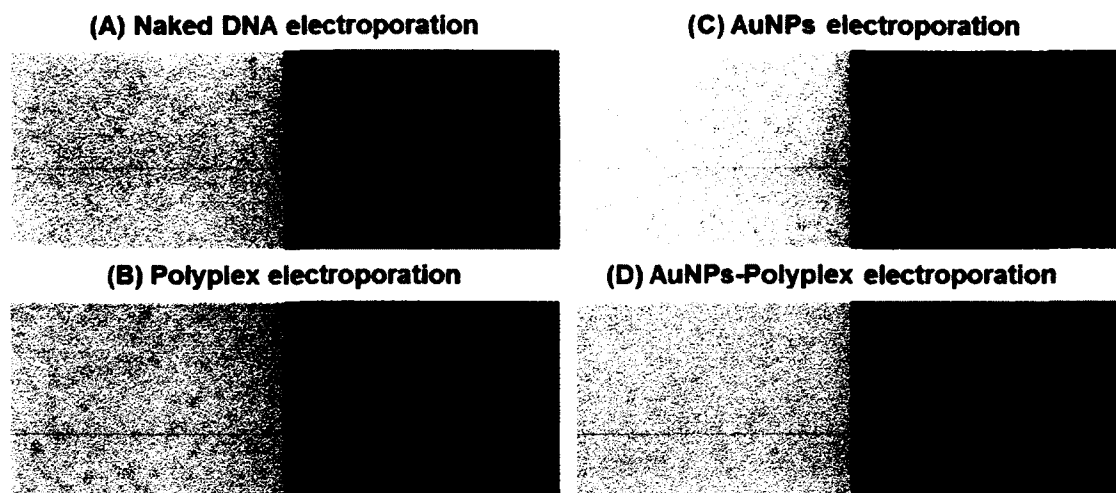 (A) Naked DNA electroporation
(C) AuNPs electroporation
(B) Polyplex electroporation
(D) AuNPs-Polyplex electroporation